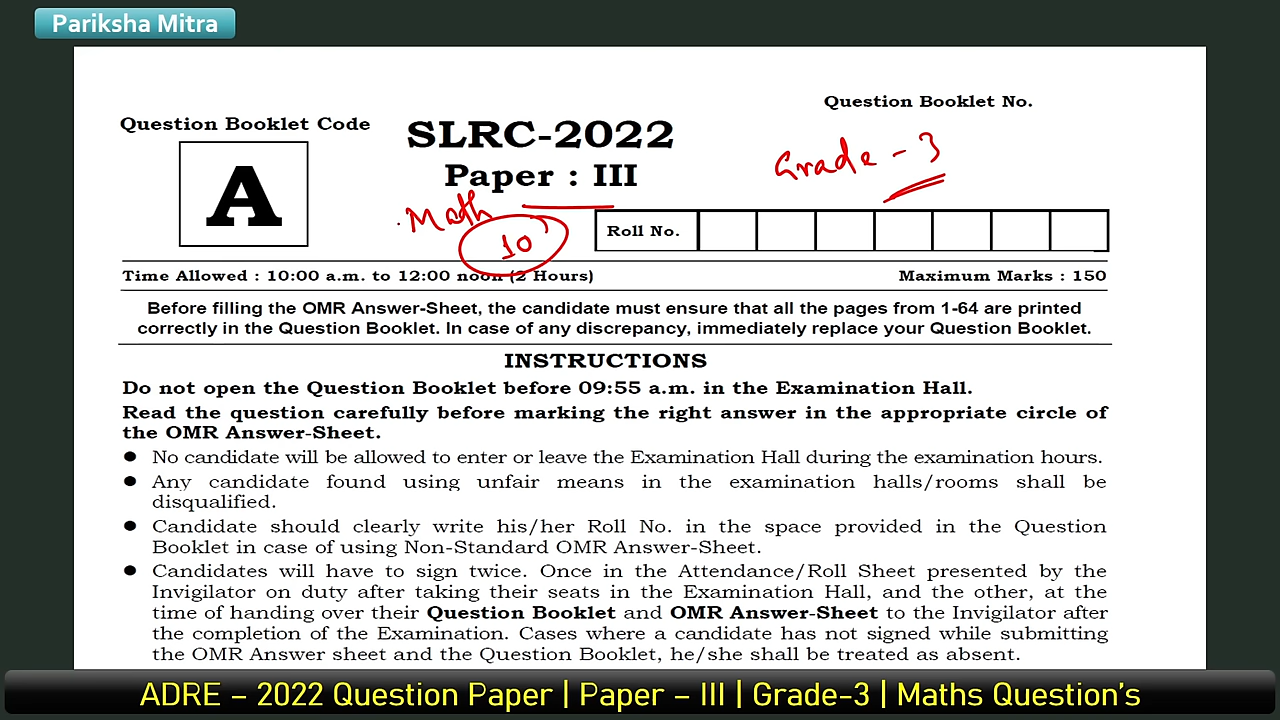 Pariksha Mitra
Question Booklet No.
Question Booklet Code
A
SLRC-2022
Paper : III
Grade - 3
Math
10
Roll No.
Time Allowed : 10:00 a.m. to 12:00 noon (2 Hours)
Maximum Marks : 150
Before filling the OMR Answer-Sheet, the candidate must ensure that all the pages from 1-64 are printed
correctly in the Question Booklet. In case of any discrepancy, immediately replace your Question Booklet.
INSTRUCTIONS
Do not open the Question Booklet before 09:55 a.m. in the Examination Hall.
Read the question carefully before marking the right answer in the appropriate circle of
the OMR Answer-Sheet.
● No candidate will be allowed to enter or leave the Examination Hall during the examination hours.
● Any candidate found using unfair means in the examination halls/rooms shall be
disqualified.
● Candidate should clearly write his/her Roll No. in the space provided in the Question
Booklet in case of using Non-Standard OMR Answer-Sheet.
● Candidates will have to sign twice. Once in the Attendance/Roll Sheet presented by the
Invigilator on duty after taking their seats in the Examination Hall, and the other, at the
time of handing over their Question Booklet and OMR Answer-Sheet to the Invigilator after
the completion of the Examination. Cases where a candidate has not signed while submitting
the OMR Answer sheet and the Question Booklet, he/she shall be treated as absent.
ADRE – 2022 Question Paper | Paper – III | Grade-3 | Maths Question's